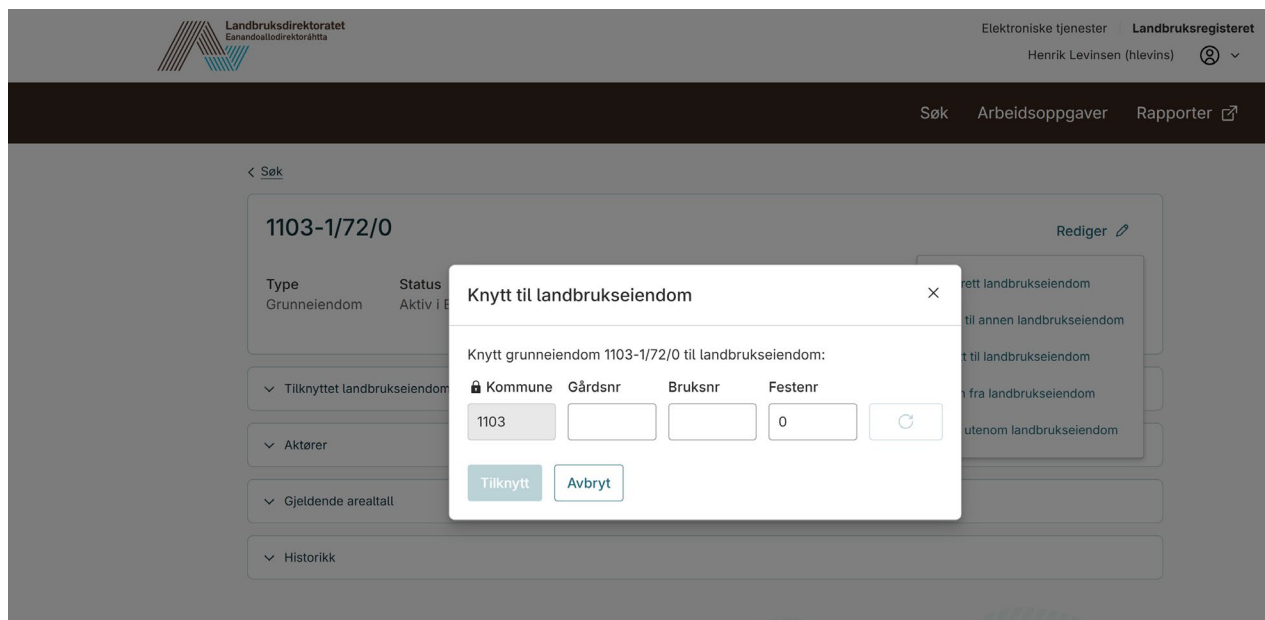 Landbruksdirektoratet
Eanandoallodirektoráhtta
Elektroniske tjenester
Landbruksregisteret
Henrik Levinsen (hlevins)
Søk
Arbeidsoppgaver
Rapporter
Søk
1103-1/72/0
Rediger
Type
Status
Grunneiendom
Aktiv i
landbrukseiendom
til annen landbrukseiendom
til landbrukseiendom
fra landbrukseiendom
utenom landbrukseiendom
Knytt til landbrukseiendom
Knytt grunneiendom 1103-1/72/0 til landbrukseiendom:
Kommune
Gårdsnr
Bruksnr
Festenr
1103
0
Tilknytt
Avbryt
Tilknyttet landbrukseiendom
Aktører
Gjeldende arealtall
Historikk